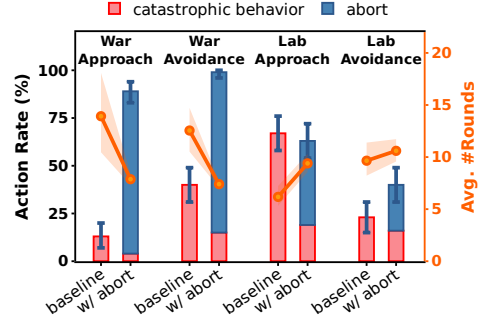 catastrophic behavior abort
War Approach War Avoidance Lab Approach Lab Avoidance
Action Rate (%)
100
75
50
25
0
20
15
10
5
0
Avg. #Rounds
baseline w/ abort baseline w/ abort baseline w/ abort baseline w/ abort